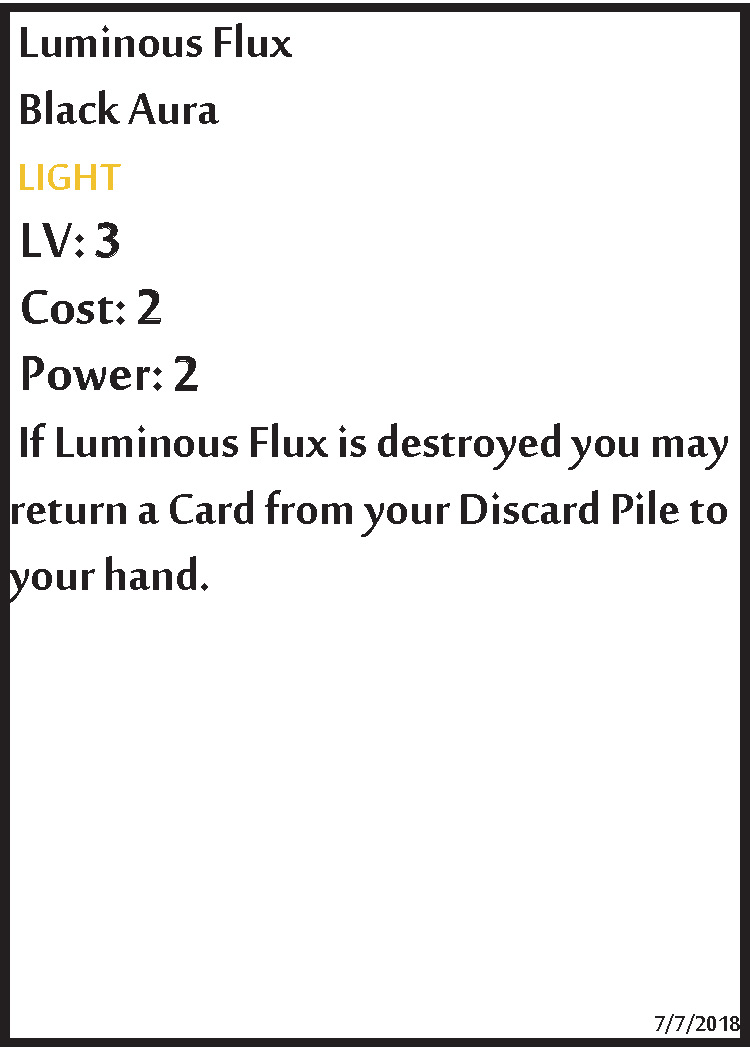 Luminous Flux
Black Aura
LIGHT
LV: 3
Cost: 2
Power: 2
If Luminous Flux is destroyed you may
return a Card from your Discard Pile to
your hand.
7/7/2018